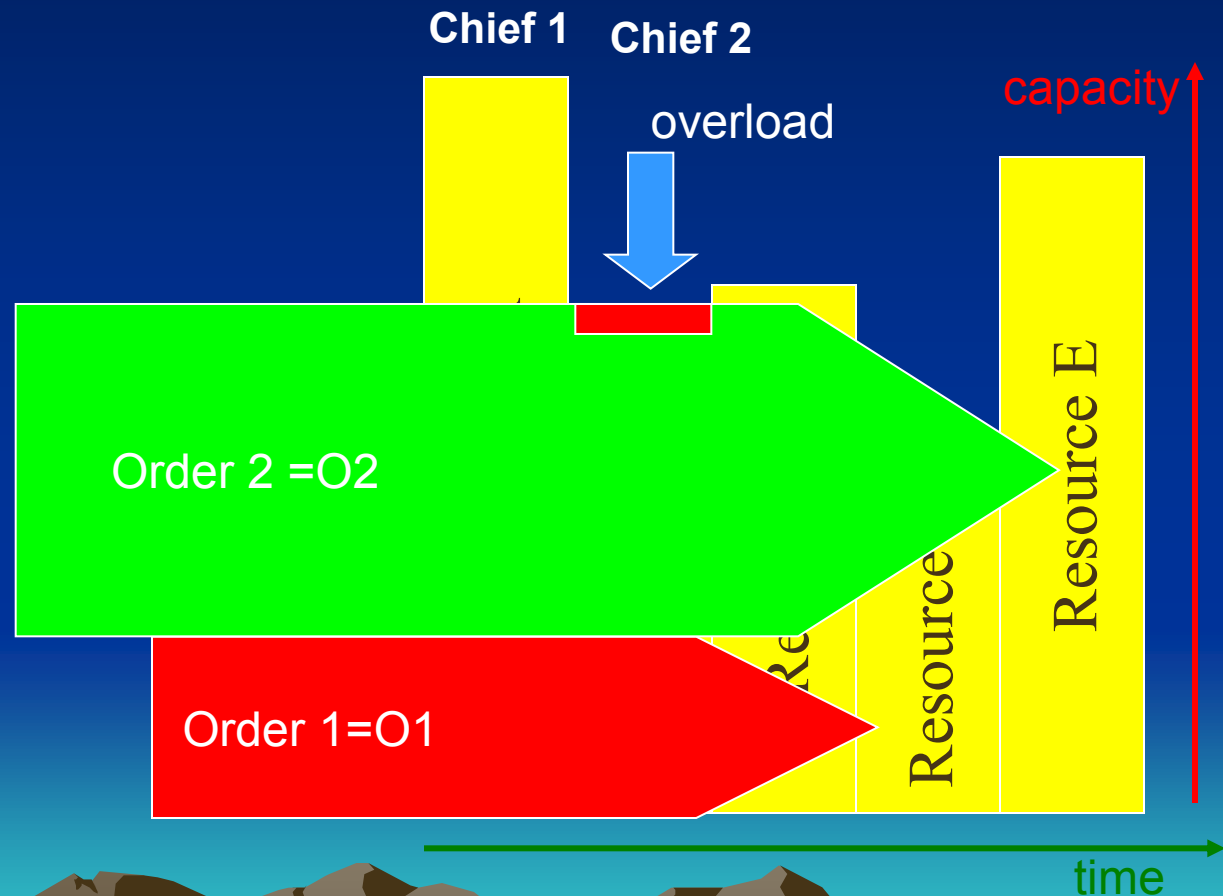 Chief 1
Chief 2
capacity
overload
Order 2 =O2
Resource E
Resource
Order 1=O1
time